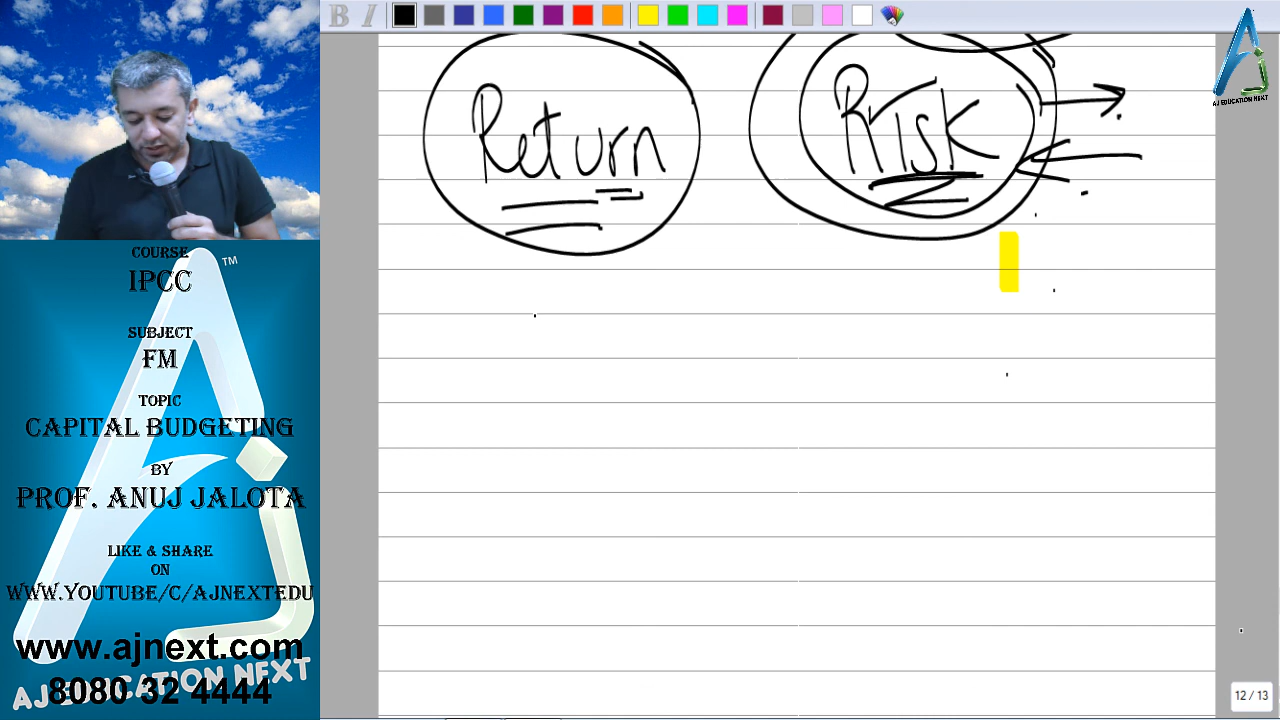 B I
Return
Risk
AJ EDUCATION NEXT
COURSE
IPCC
SUBJECT
FM
TOPIC
CAPITAL BUDGETING
BY
PROF. ANUJ JALOTA
LIKE & SHARE
ON
WWW.YOUTUBE/C/AJNEXTEDU
www.ajnext.com
8080 32 4444
AJ EDUCATION NEXT
TM
12 / 13